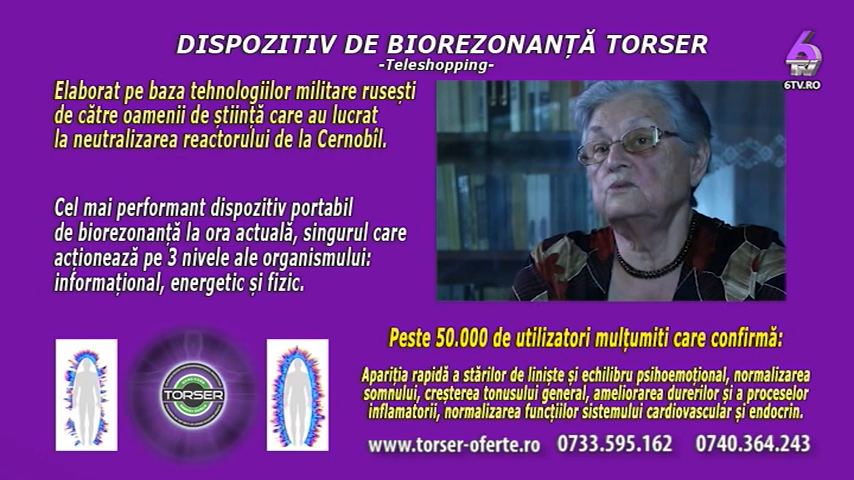 DISPOZITIV DE BIOREZONANȚĂ TORSER
-Teleshopping-
6
TV
6TV.RO
Elaborat pe baza tehnologiilor militare rusești
de către oamenii de știință care au lucrat
la neutralizarea reactorului de la Cernobîl.
Cel mai performant dispozitiv portabil
de biorezonanță la ora actuală, singurul care
acționează pe 3 nivele ale organismului:
informațional, energetic și fizic.
Peste 50.000 de utilizatori mulțumiti care confirmă:
Apariția rapidă a stărilor de liniște și echilibru psihoemoțional, normalizarea
somnului, creșterea tonusului general, ameliorarea durerilor și a proceselor
inflamatorii, normalizarea funcțiilor sistemului cardiovascular și endocrin.
TORSER
www.torser-oferte.ro 0733.595.162 0740.364.243